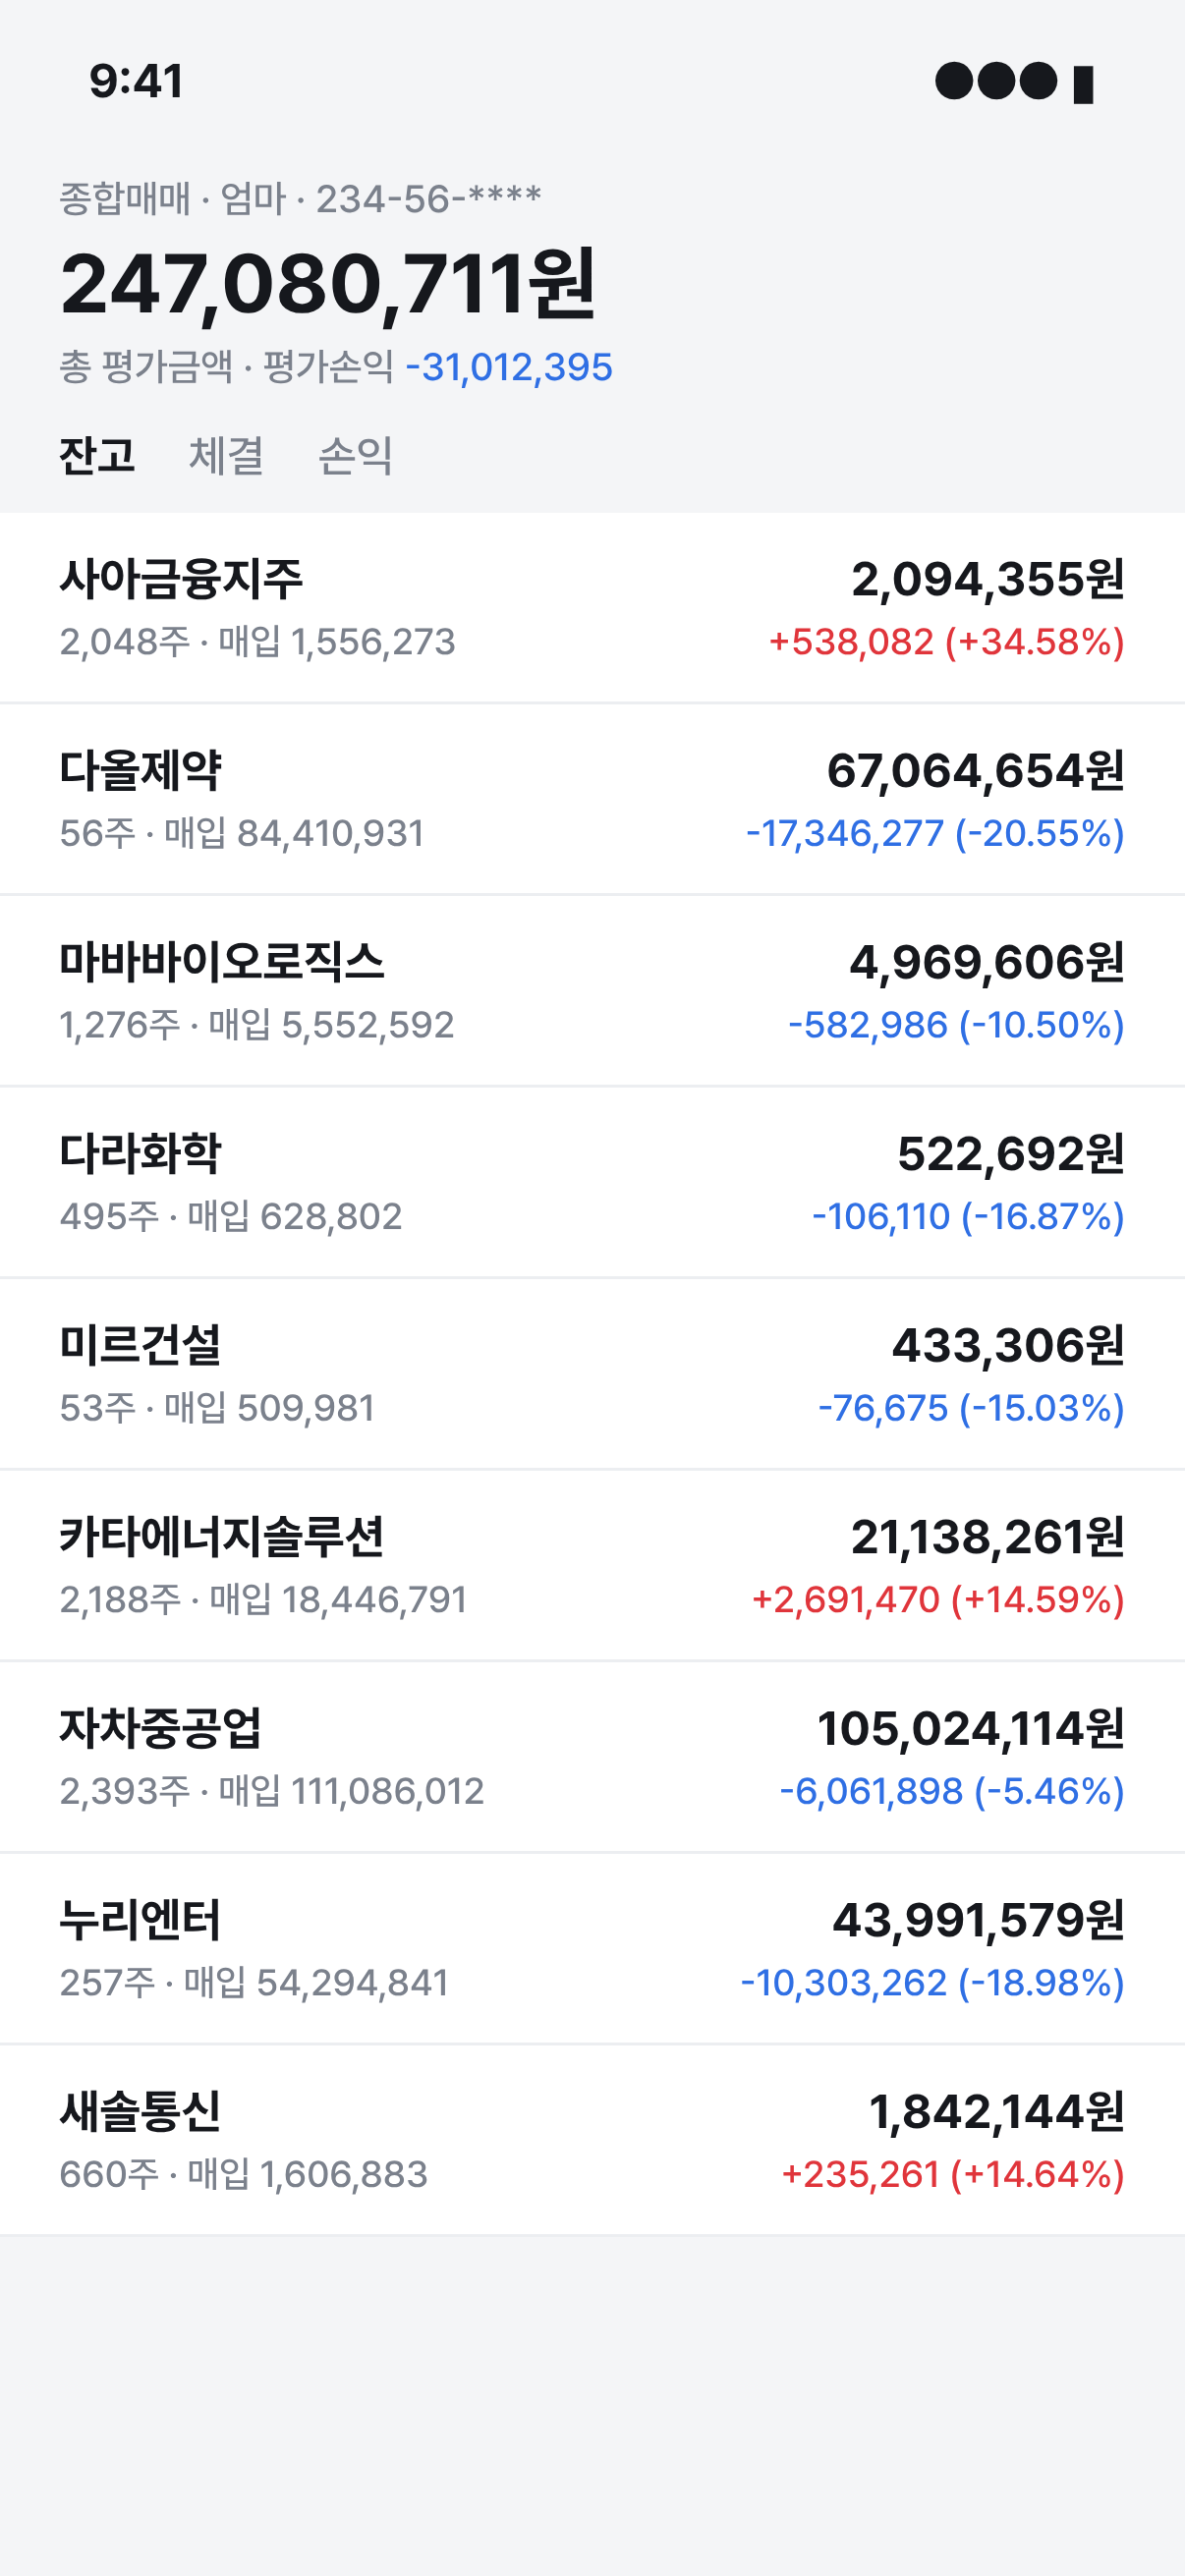 9:41
종합매매 · 엄마 · 234-56-****
247,080,711원
총 평가금액 · 평가손익 -31,012,395
잔고 체결 손익
사아금융지주 2,094,355원
2,048주 · 매입 1,556,273 +538,082 (+34.58%)
다올제약 67,064,654원
56주 · 매입 84,410,931 -17,346,277 (-20.55%)
마바바이오로직스 4,969,606원
1,276주 · 매입 5,552,592 -582,986 (-10.50%)
다라화학 522,692원
495주 · 매입 628,802 -106,110 (-16.87%)
미르건설 433,306원
53주 · 매입 509,981 -76,675 (-15.03%)
카타에너지솔루션 21,138,261원
2,188주 · 매입 18,446,791 +2,691,470 (+14.59%)
자차중공업 105,024,114원
2,393주 · 매입 111,086,012 -6,061,898 (-5.46%)
누리엔터 43,991,579원
257주 · 매입 54,294,841 -10,303,262 (-18.98%)
새솔통신 1,842,144원
660주 · 매입 1,606,883 +235,261 (+14.64%)